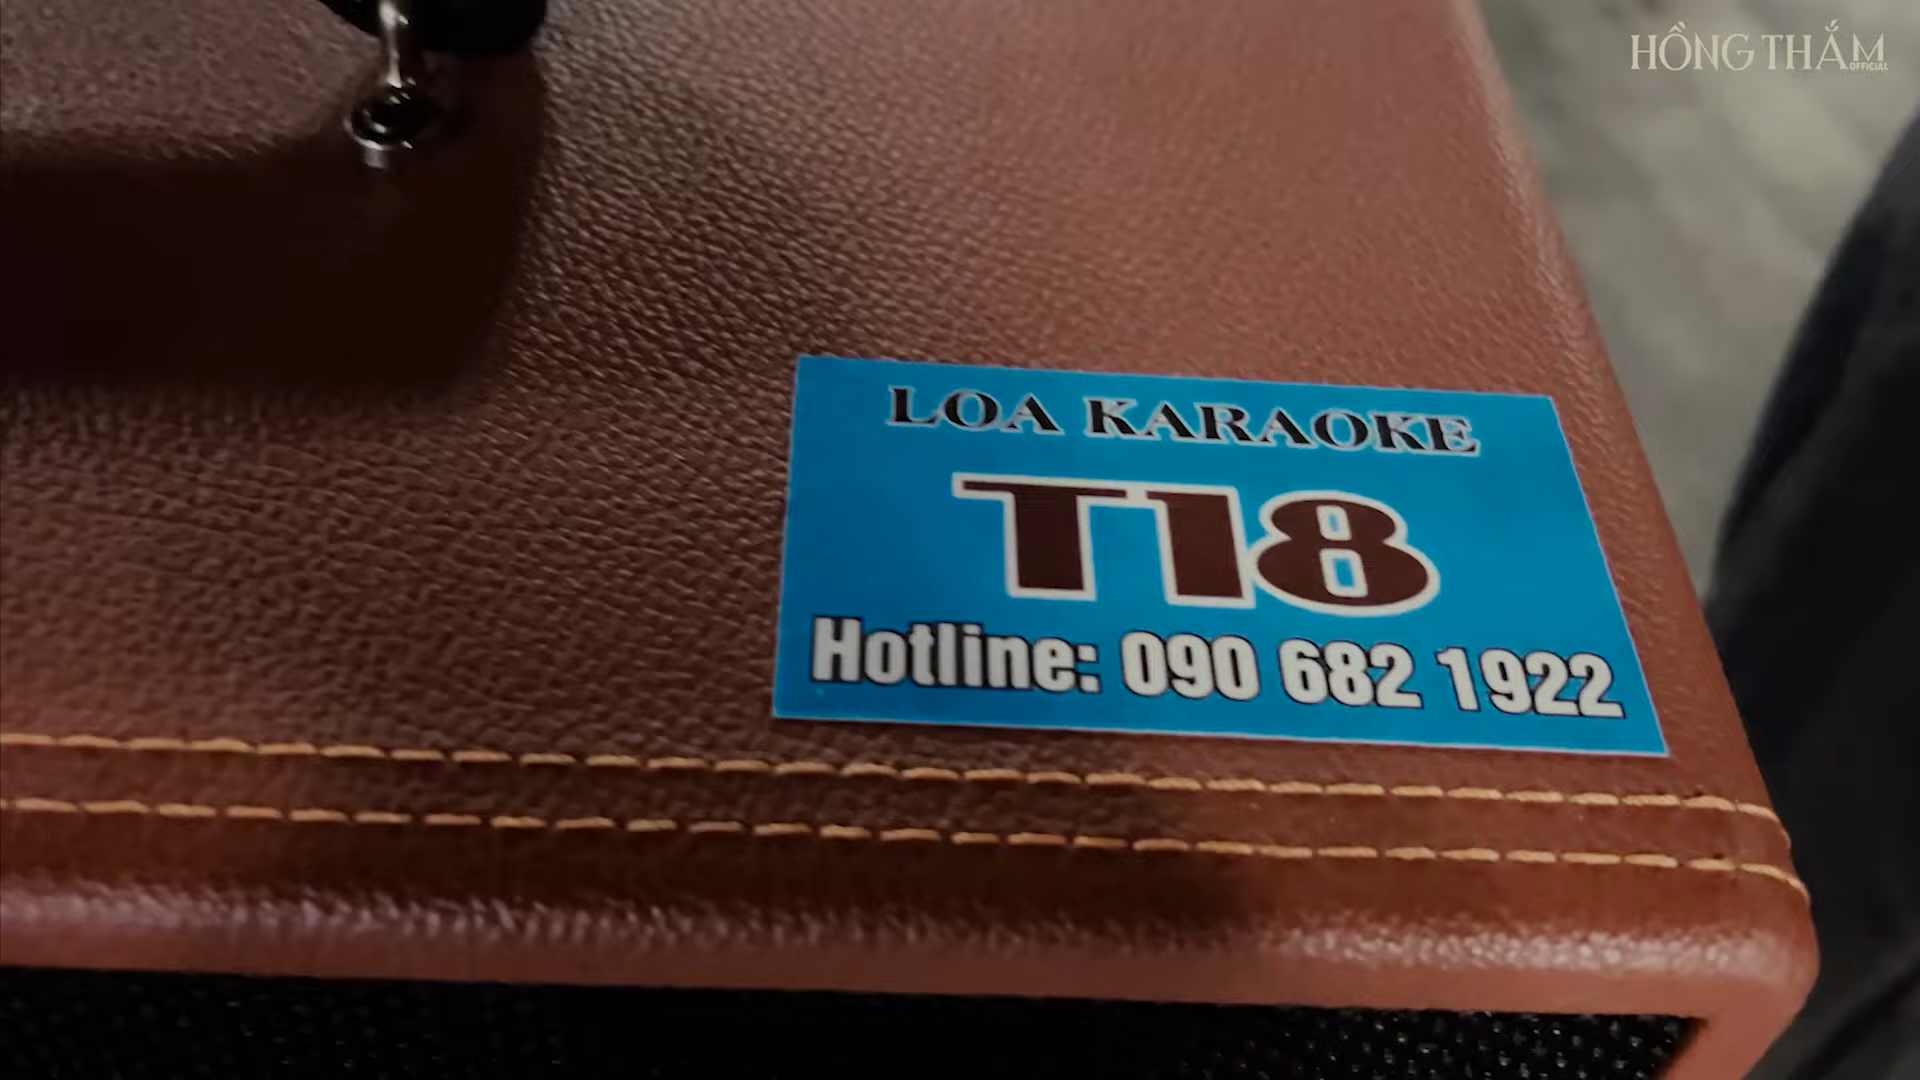 HỒNG THẮM
OFFICIAL
LOA KARAOKE
T18
Hotline: 090 682 1922